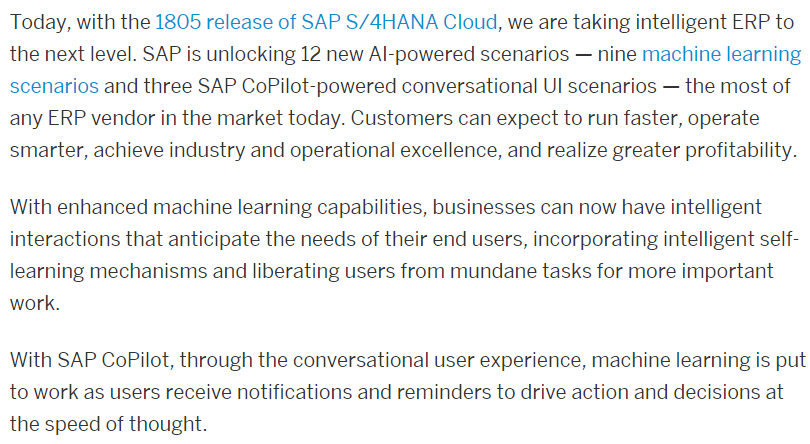 Today, with the 1805 release of SAP S/4HANA Cloud, we are taking intelligent ERP to
the next level. SAP is unlocking 12 new AI-powered scenarios — nine machine learning
scenarios and three SAP CoPilot-powered conversational UI scenarios — the most of
any ERP vendor in the market today. Customers can expect to run faster, operate
smarter, achieve industry and operational excellence, and realize greater profitability.
With enhanced machine learning capabilities, businesses can now have intelligent
interactions that anticipate the needs of their end users, incorporating intelligent self-
learning mechanisms and liberating users from mundane tasks for more important
work.
With SAP CoPilot, through the conversational user experience, machine learning is put
to work as users receive notifications and reminders to drive action and decisions at
the speed of thought.